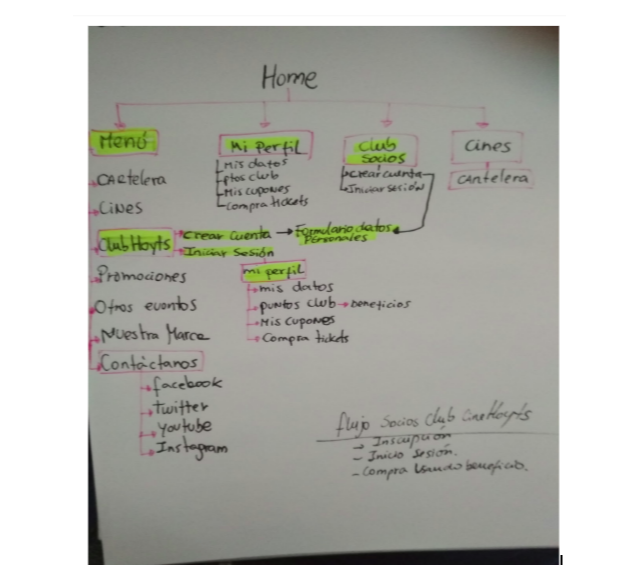 Home
Menú
Mi Perfil
Club
Socios
Cines
Mis datos
ptos club
Mis cupones
Compra tickets
crear cuenta
Iniciar sesión
Cartelera
Cartelera
Cines
Club Hoyts
Crear Cuenta → Formulario datos
Personales
Iniciar Sesión
Promociones
mi perfil
mis datos
Otros eventos
puntos club → beneficios
Mis cupones
Nuestra Marca
Compra tickets
Contáctanos
facebook
twitter
youtube
Instagram
flujo Socios Club CineHoyts
→ Inscripción
- Inicio Sesión.
- Compra Usando beneficio.